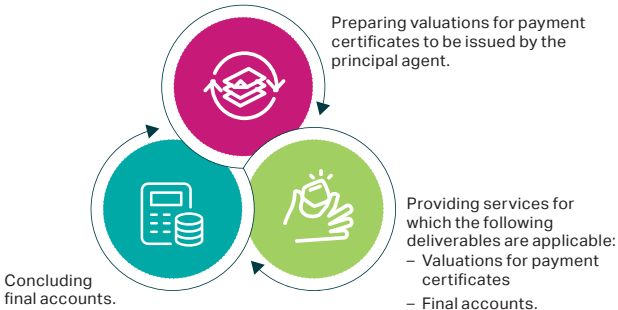 Preparing valuations for payment
certificates to be issued by the
principal agent.
Providing services for
which the following
deliverables are applicable:
– Valuations for payment
certificates
– Final accounts.
Concluding
final accounts.